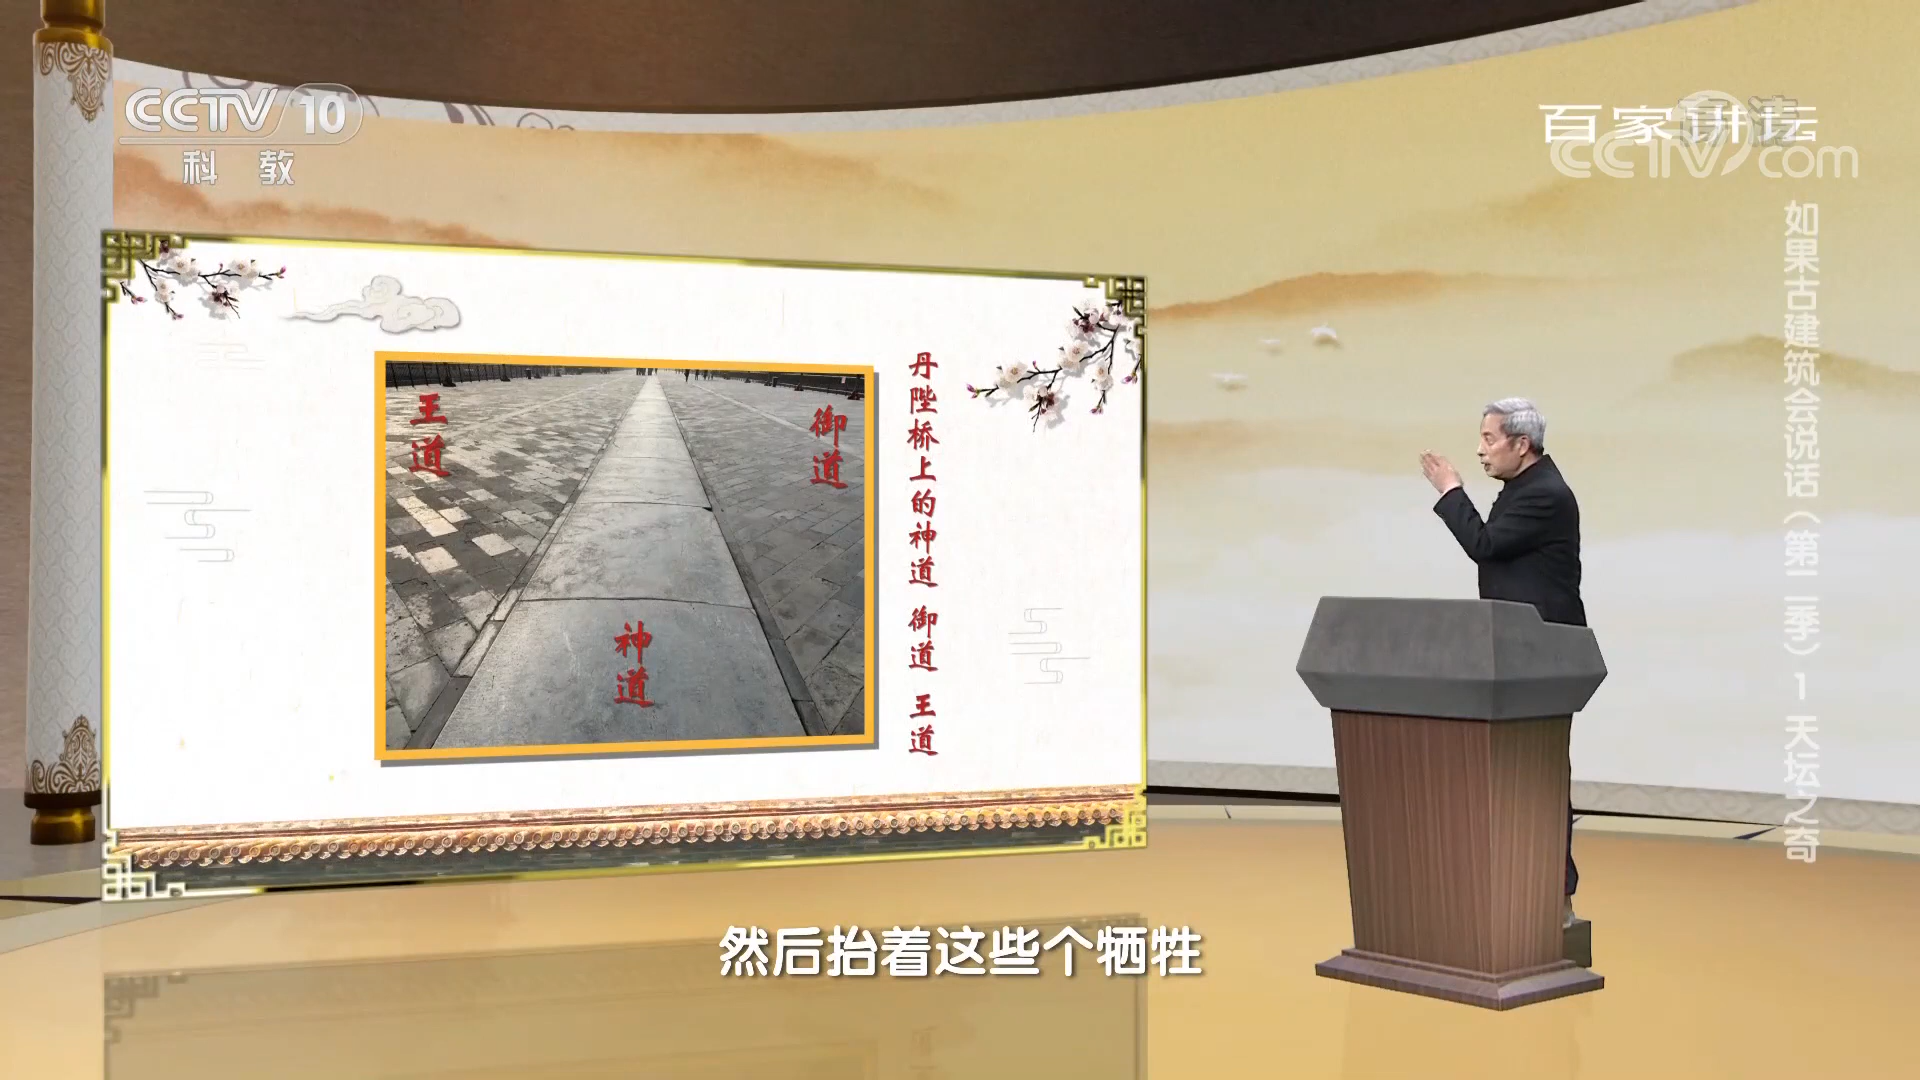 CCTV 10
科教
百家讲坛
CCTV.com
如果古建筑会说话（第二季）1 天坛之奇
王道
御道
神道
丹陛桥上的神道 御道 王道
然后抬着这些个牺牲